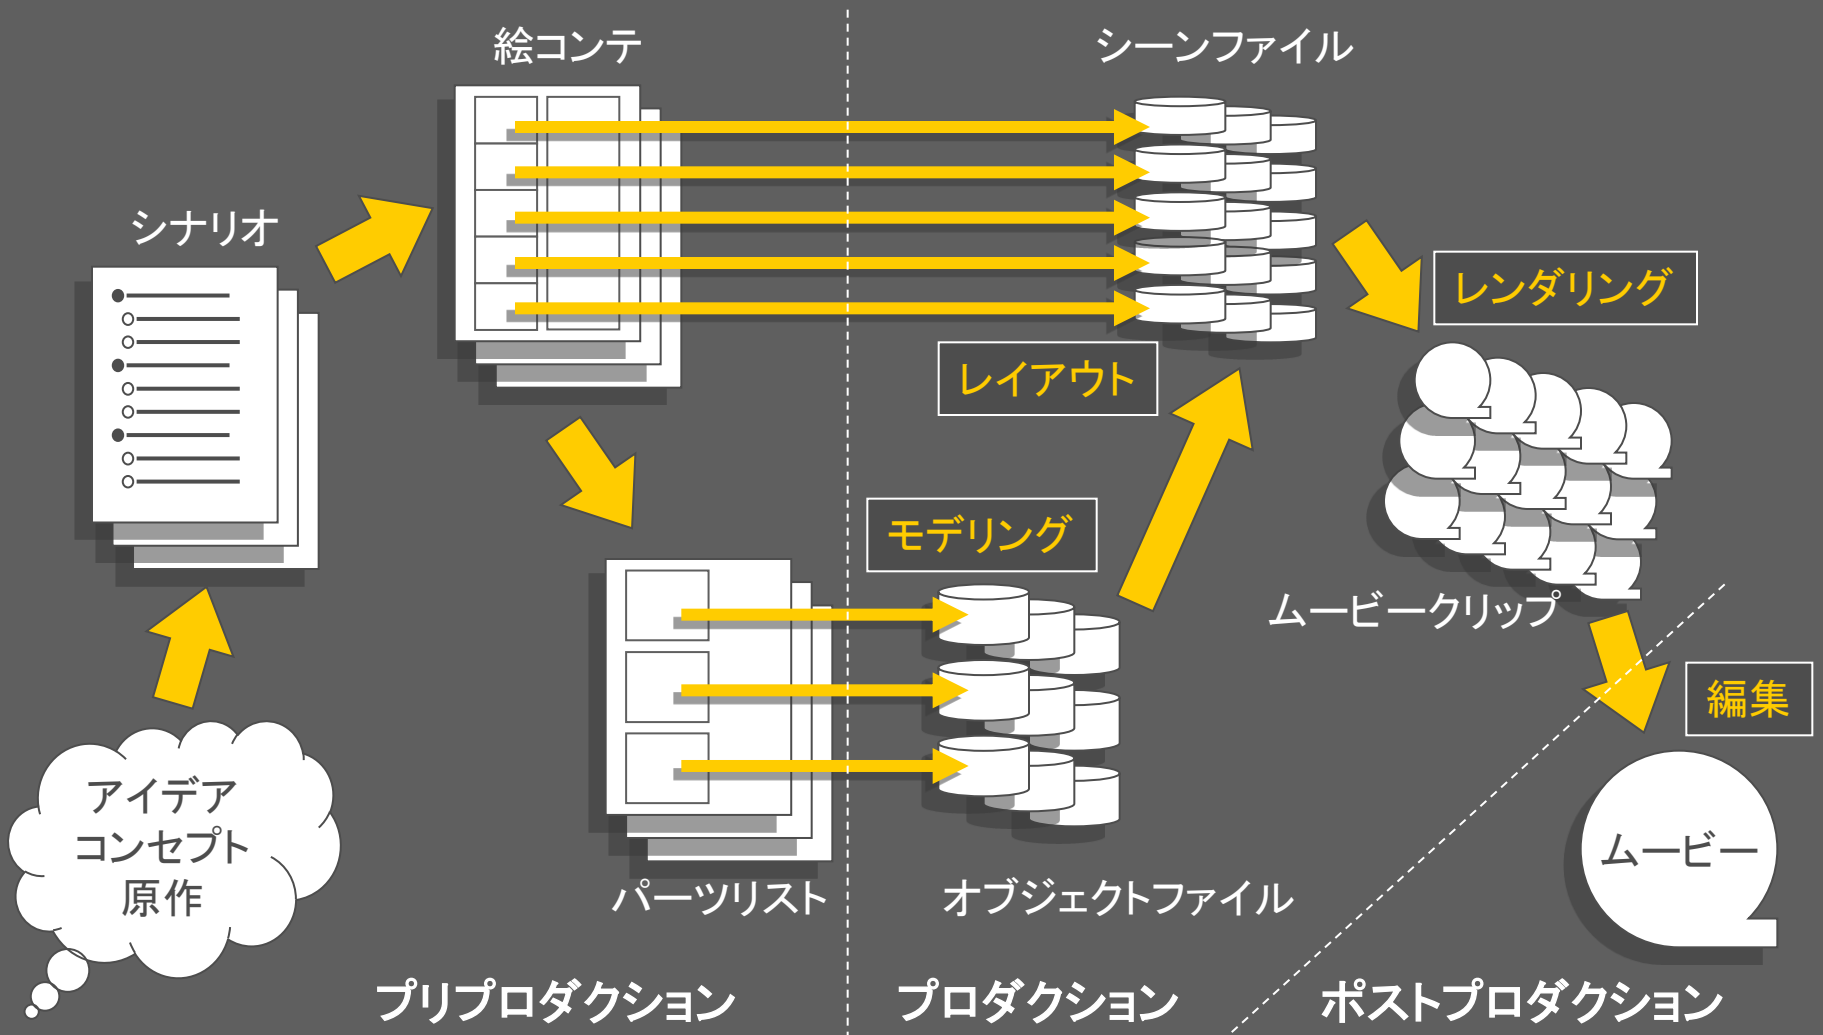 絵コンテ
シーンファイル
シナリオ
レンダリング
レイアウト
モデリング
ムービークリップ
編集
アイデア
コンセプト
原作
ムービー
パーツリスト
オブジェクトファイル
プリプロダクション
プロダクション
ポストプロダクション